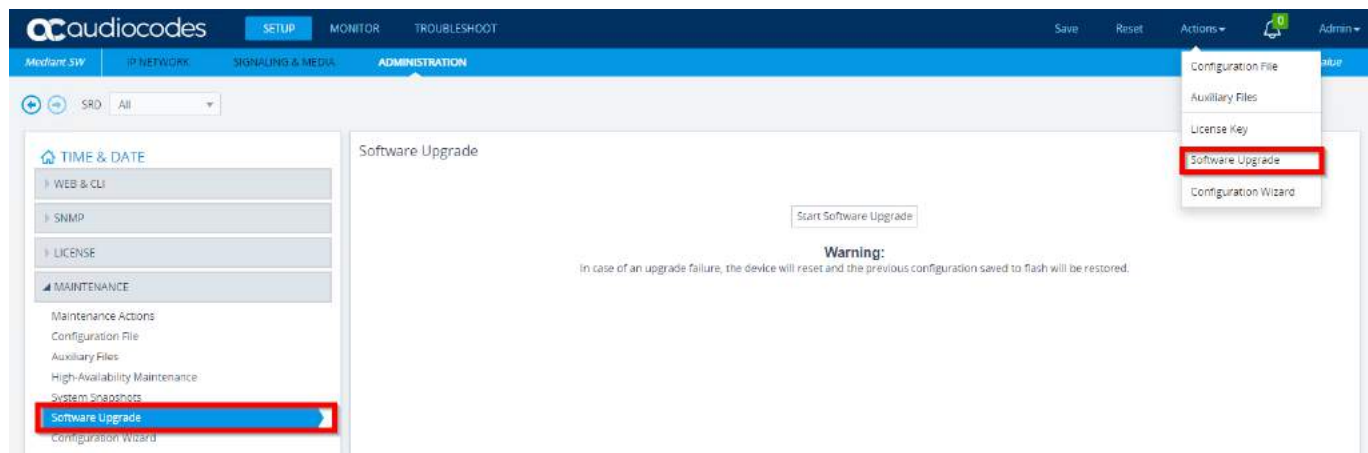 audiocodes
SETUP MONITOR TROUBLESHOOT Save Reset Actions 0 Admin
Mediant SW IP NETWORK SIGNALING & MEDIA ADMINISTRATION
SRD All
Configuration File
Auxiliary Files
License Key
Software Upgrade
Configuration Wizard
TIME & DATE
WEB & CLI
SNMP
LICENSE
MAINTENANCE
Maintenance Actions
Configuration File
Auxiliary Files
High-Availability Maintenance
System Snapshots
Software Upgrade
Configuration Wizard
Software Upgrade
Start Software Upgrade
Warning:
In case of an upgrade failure, the device will reset and the previous configuration saved to flash will be restored.